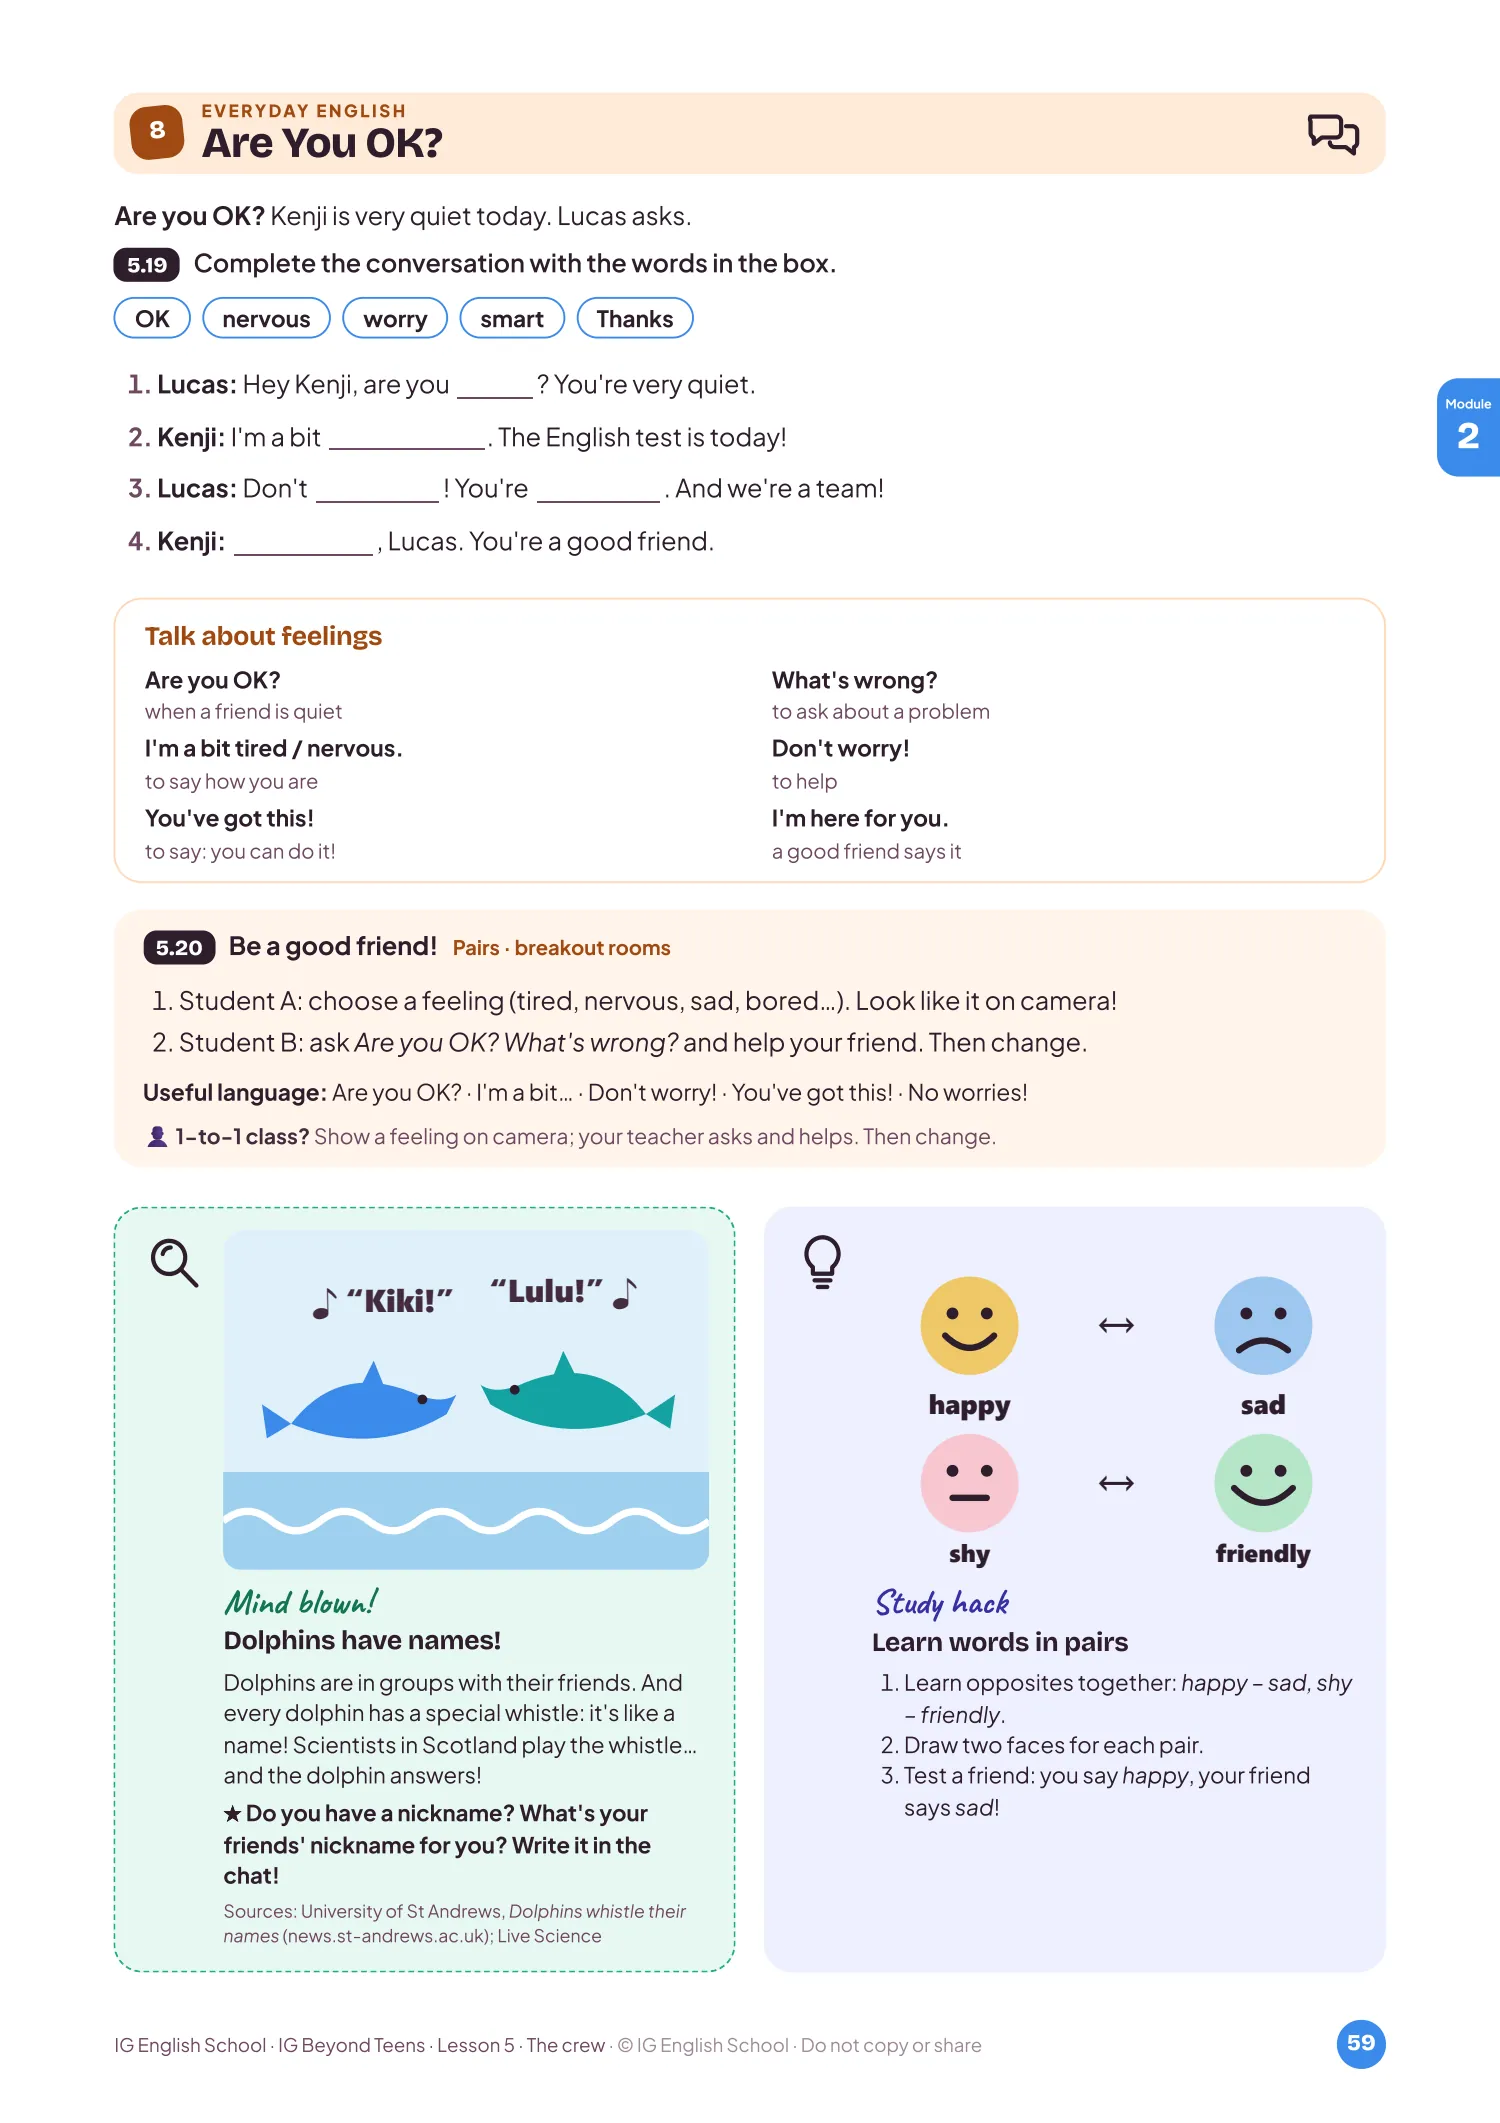 8
EVERYDAY ENGLISH
Are You OK?
Are you OK? Kenji is very quiet today. Lucas asks.
5.19 Complete the conversation with the words in the box.
OK nervous worry smart Thanks
1. Lucas: Hey Kenji, are you ______? You're very quiet.
2. Kenji: I'm a bit ____________. The English test is today!
3. Lucas: Don't __________! You're __________. And we're a team!
4. Kenji: ___________, Lucas. You're a good friend.
Module
2
Talk about feelings
Are you OK?
when a friend is quiet
What's wrong?
to ask about a problem
I'm a bit tired / nervous.
to say how you are
Don't worry!
to help
You've got this!
to say: you can do it!
I'm here for you.
a good friend says it
5.20 Be a good friend! Pairs · breakout rooms
1. Student A: choose a feeling (tired, nervous, sad, bored...). Look like it on camera!
2. Student B: ask Are you OK? What's wrong? and help your friend. Then change.
Useful language: Are you OK? · I'm a bit... · Don't worry! · You've got this! · No worries!
1-to-1 class? Show a feeling on camera; your teacher asks and helps. Then change.
♪ “Kiki!” “Lulu!” ♪
Mind blown!
Dolphins have names!
Dolphins are in groups with their friends. And
every dolphin has a special whistle: it's like a
name! Scientists in Scotland play the whistle...
and the dolphin answers!
★ Do you have a nickname? What's your
friends' nickname for you? Write it in the
chat!
Sources: University of St Andrews, Dolphins whistle their
names (news.st-andrews.ac.uk); Live Science
happy ↔ sad
shy ↔ friendly
Study hack
Learn words in pairs
1. Learn opposites together: happy – sad, shy
– friendly.
2. Draw two faces for each pair.
3. Test a friend: you say happy, your friend
says sad!
IG English School · IG Beyond Teens · Lesson 5 · The crew · © IG English School · Do not copy or share
59